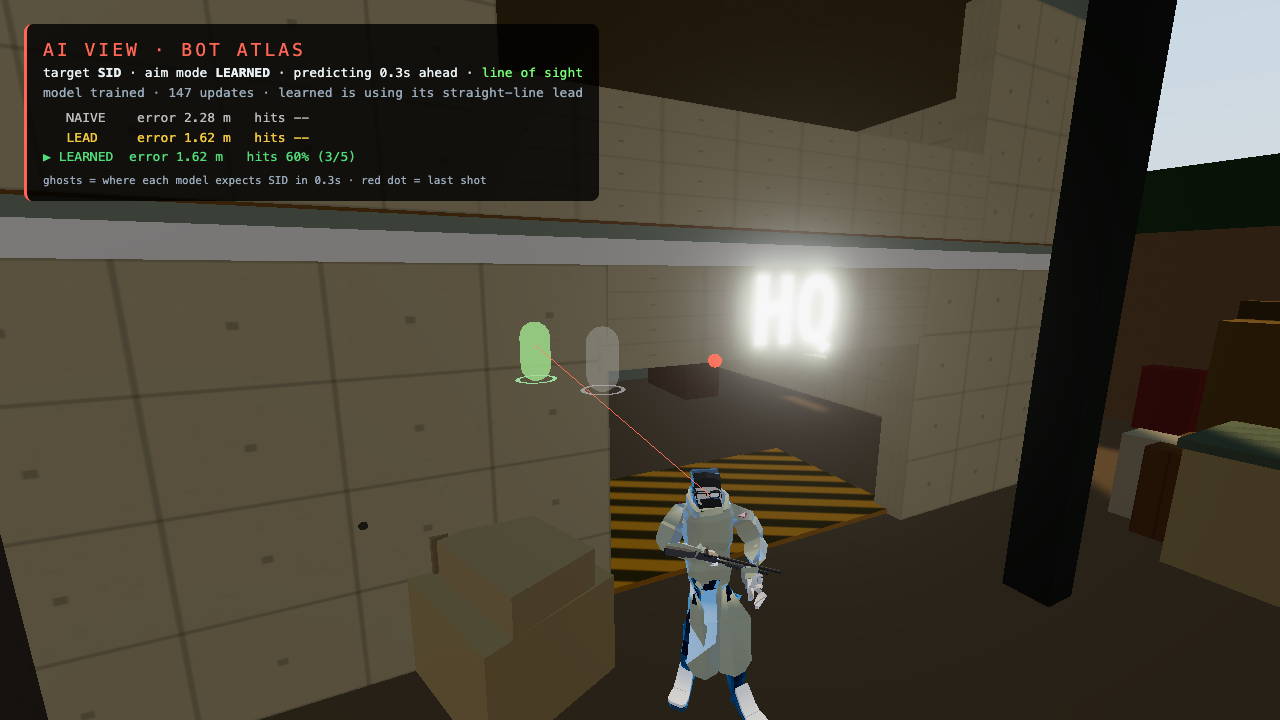 AI VIEW · BOT ATLAS
target SID · aim mode LEARNED · predicting 0.3s ahead · line of sight
model trained · 147 updates · learned is using its straight-line lead
NAIVE error 2.28 m hits ——
LEAD error 1.62 m hits ——
▶ LEARNED error 1.62 m hits 60% (3/5)
ghosts = where each model expects SID in 0.3s · red dot = last shot
HQ